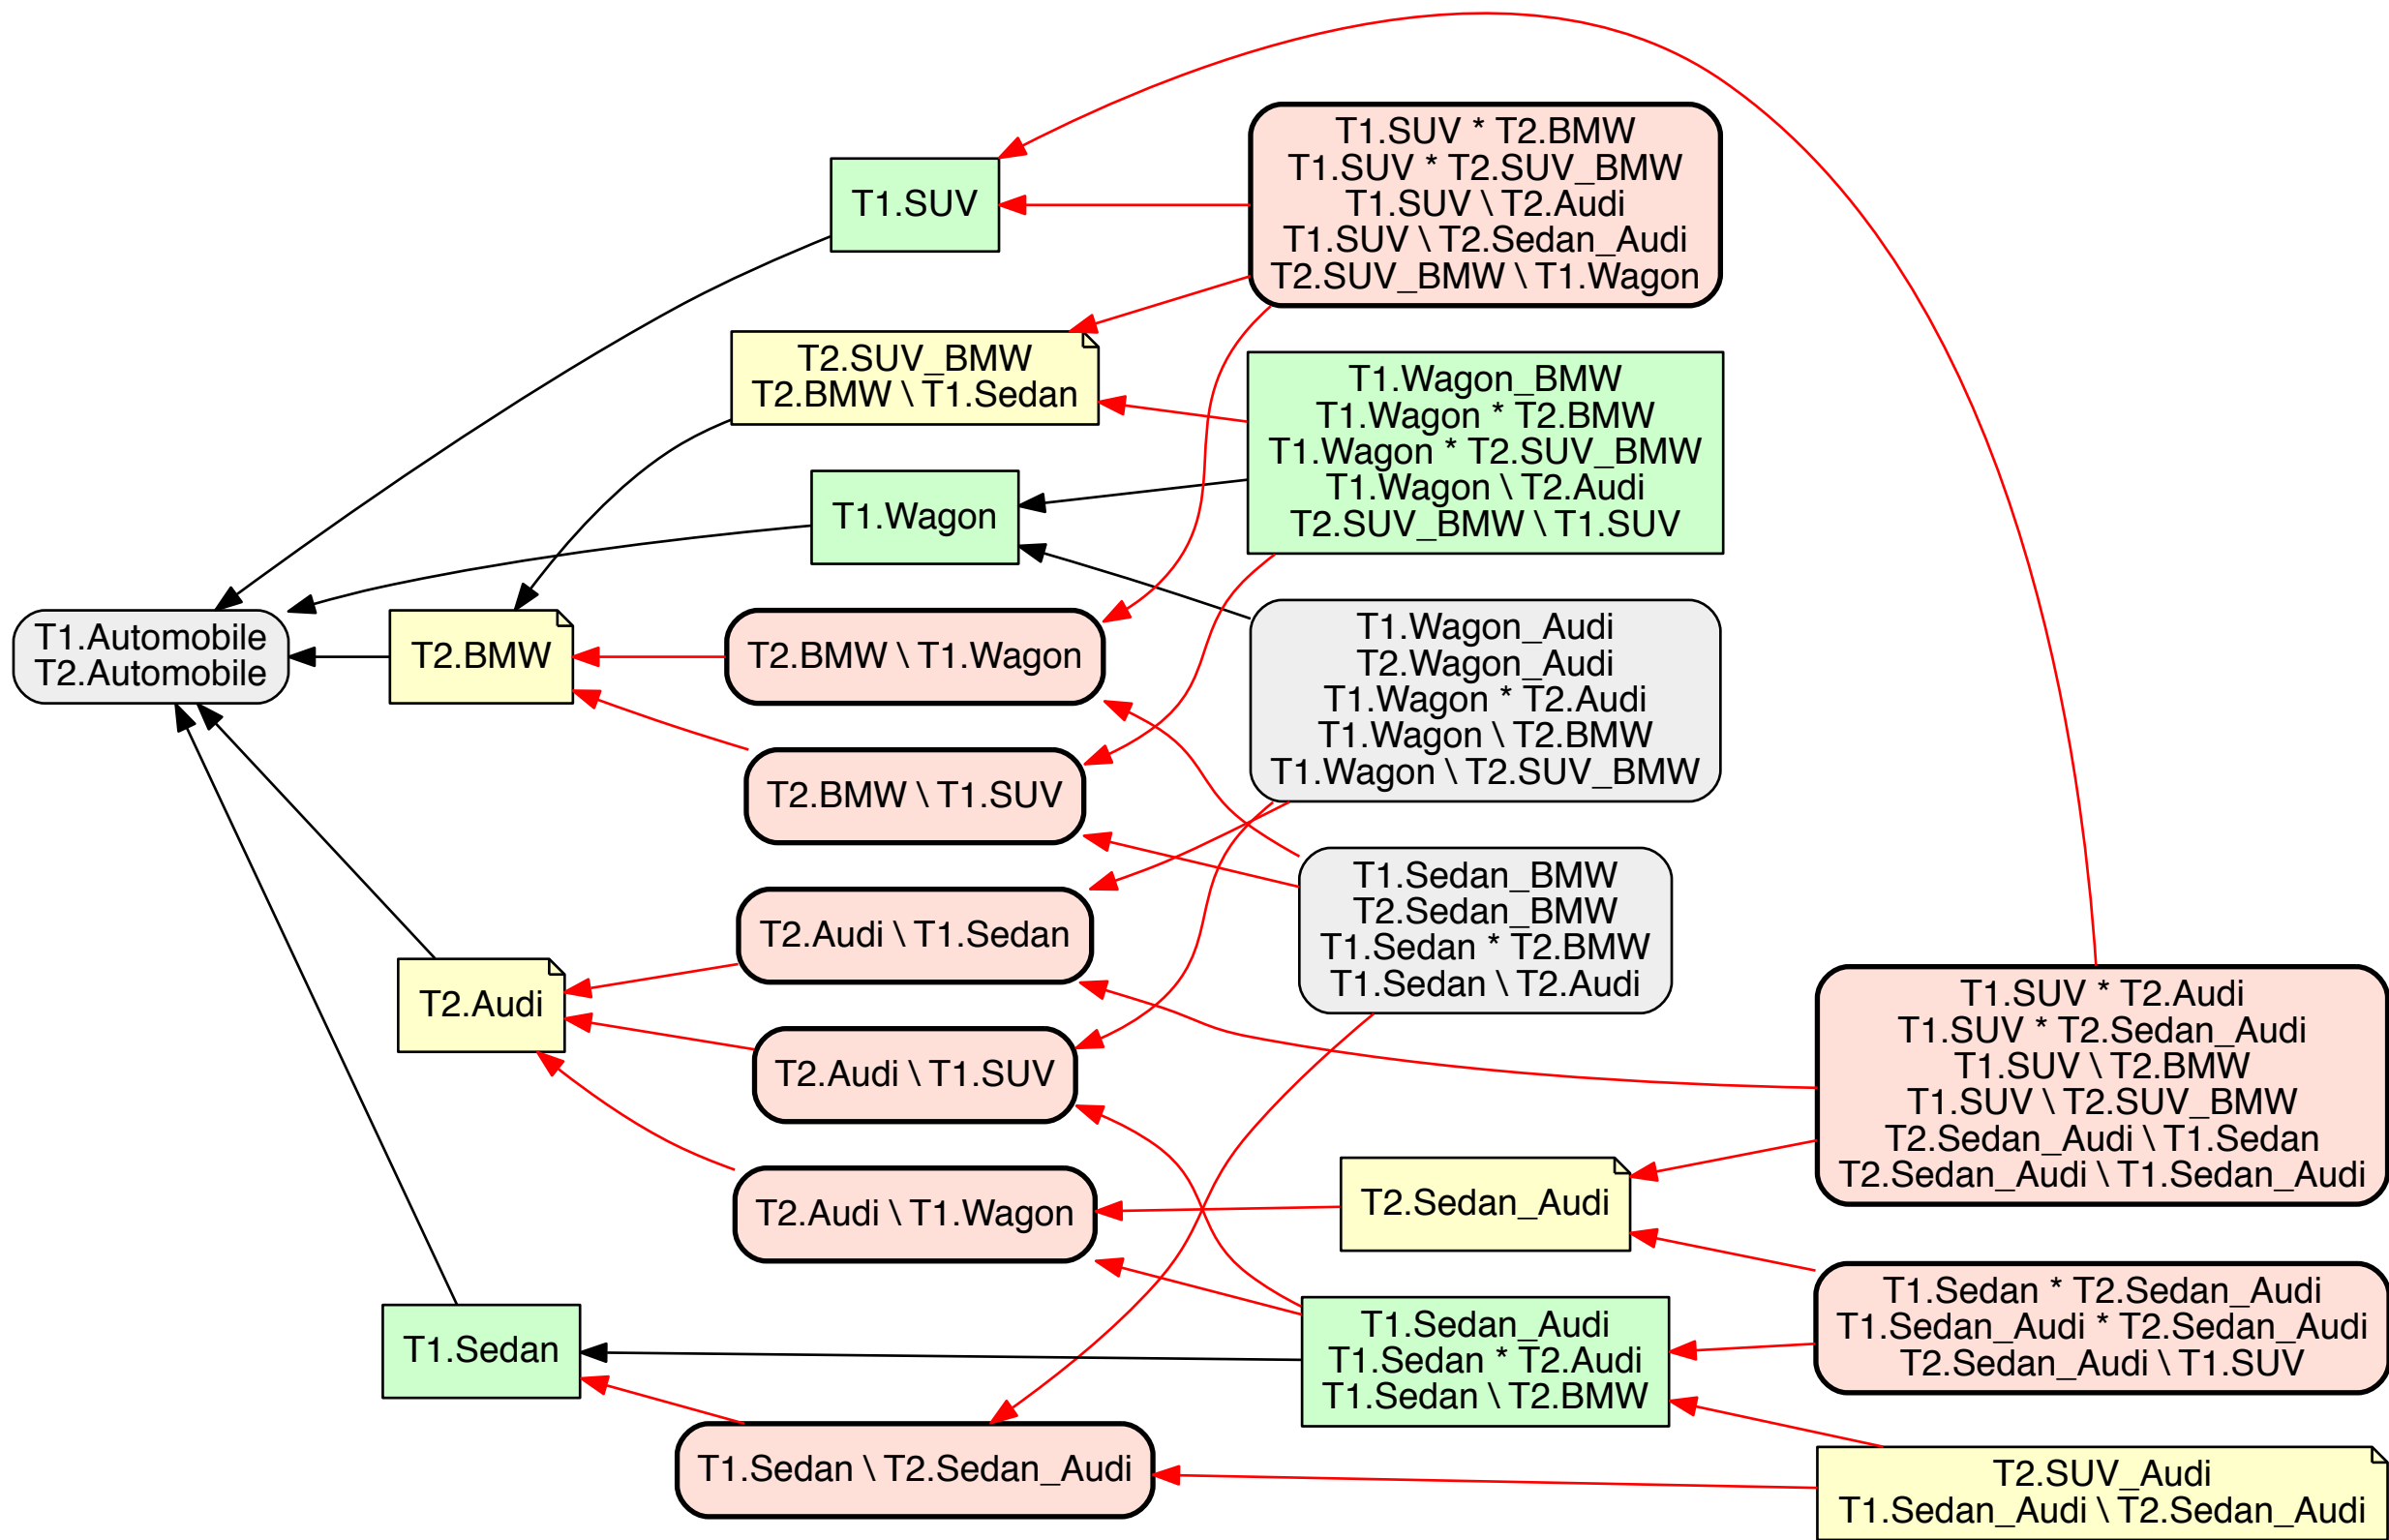 T1.SUV * T2.BMW
T1.SUV * T2.SUV_BMW
T1.SUV \ T2.Audi
T1.SUV \ T2.Sedan_Audi
T2.SUV_BMW \ T1.Wagon
T1.SUV
T2.SUV_BMW
T2.BMW \ T1.Sedan
T1.Wagon_BMW
T1.Wagon * T2.BMW
T1.Wagon * T2.SUV_BMW
T1.Wagon \ T2.Audi
T2.SUV_BMW \ T1.SUV
T1.Wagon
T1.Automobile
T2.Automobile
T2.BMW
T2.BMW \ T1.Wagon
T1.Wagon_Audi
T2.Wagon_Audi
T1.Wagon * T2.Audi
T1.Wagon \ T2.BMW
T1.Wagon \ T2.SUV_BMW
T2.BMW \ T1.SUV
T2.Audi \ T1.Sedan
T1.Sedan_BMW
T2.Sedan_BMW
T1.Sedan * T2.BMW
T1.Sedan \ T2.Audi
T2.Audi
T2.Audi \ T1.SUV
T1.SUV * T2.Audi
T1.SUV * T2.Sedan_Audi
T1.SUV \ T2.BMW
T1.SUV \ T2.SUV_BMW
T2.Sedan_Audi \ T1.Sedan
T2.Sedan_Audi \ T1.Sedan_Audi
T2.Audi \ T1.Wagon
T2.Sedan_Audi
T1.Sedan * T2.Sedan_Audi
T1.Sedan_Audi * T2.Sedan_Audi
T2.Sedan_Audi \ T1.SUV
T1.Sedan
T1.Sedan_Audi
T1.Sedan * T2.Audi
T1.Sedan \ T2.BMW
T1.Sedan \ T2.Sedan_Audi
T2.SUV_Audi
T1.Sedan_Audi \ T2.Sedan_Audi